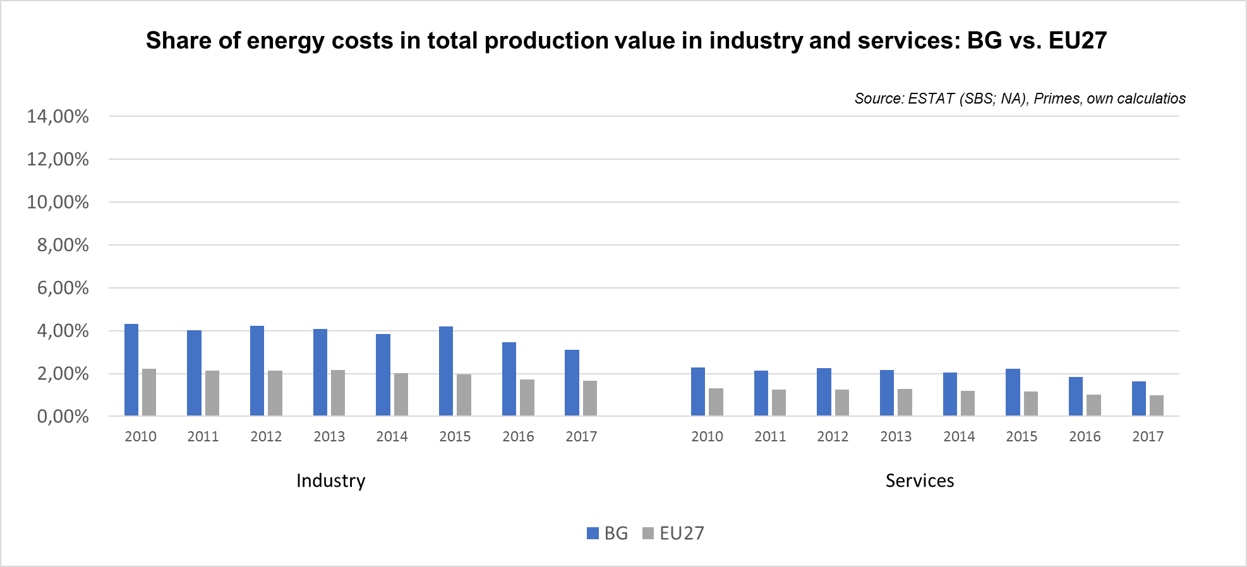 Share of energy costs in total production value in industry and services: BG vs. EU27
Source: ESTAT (SBS; NA), Primes, own calculatios
14,00%
12,00%
10,00%
8,00%
6,00%
4,00%
2,00%
0,00%
2010 2011 2012 2013 2014 2015 2016 2017 2010 2011 2012 2013 2014 2015 2016 2017
Industry Services
BG EU27